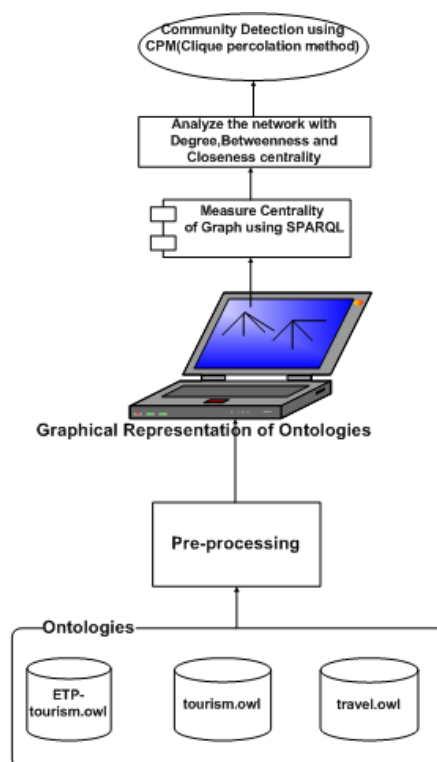 Community Detection using
CPM(Clique percolation method)
Analyze the network with
Degree,Betweenness and
Closeness centrality
Measure Centrality
of Graph using SPARQL
Graphical Representation of Ontologies
Pre-processing
Ontologies
ETP-
tourism.owl
tourism.owl
travel.owl